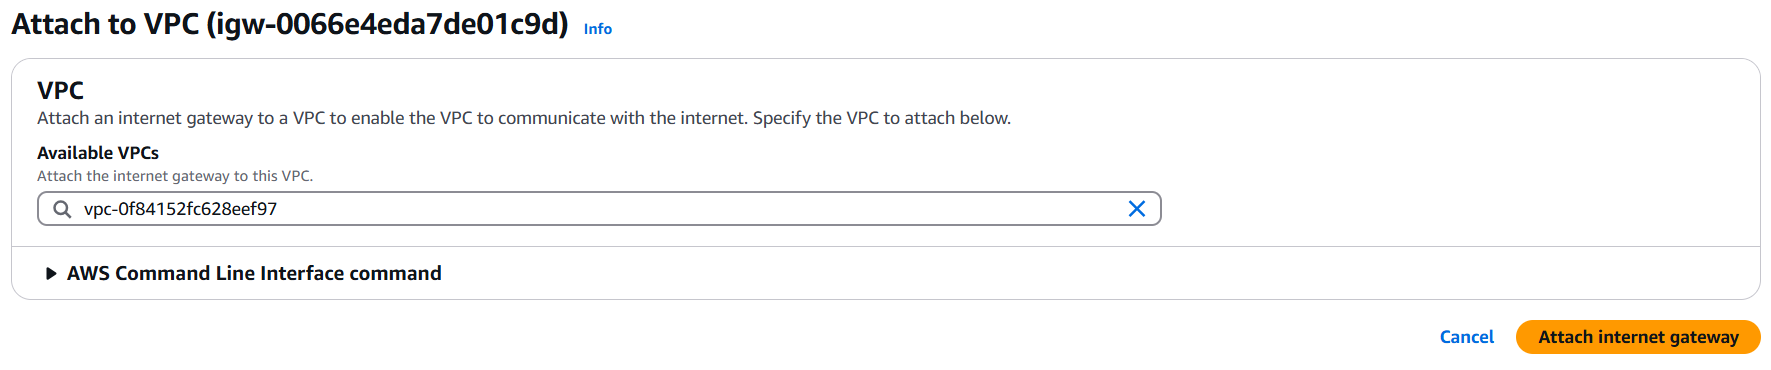 Attach to VPC (igw-0066e4eda7de01c9d) Info
VPC
Attach an internet gateway to a VPC to enable the VPC to communicate with the internet. Specify the VPC to attach below.
Available VPCs
Attach the internet gateway to this VPC.
vpc-0f84152fc628eef97
AWS Command Line Interface command
Cancel Attach internet gateway